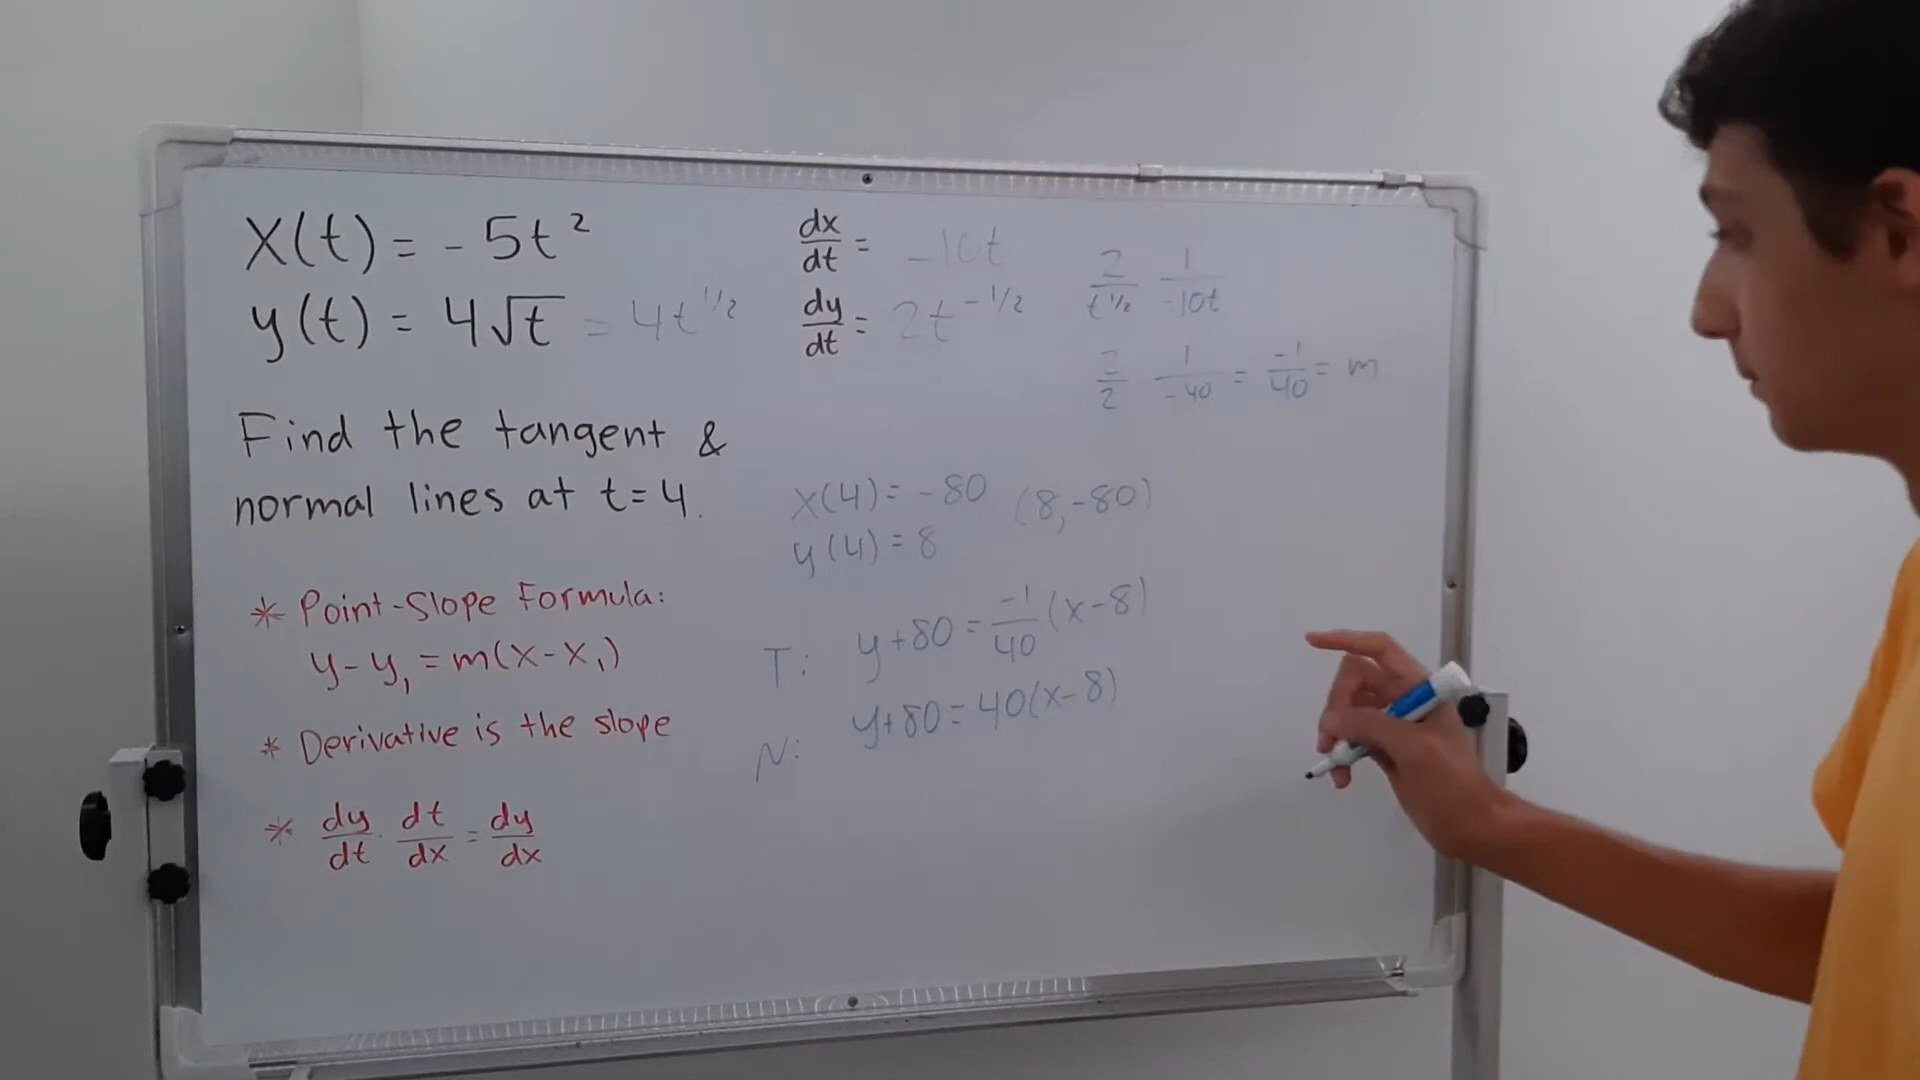 x(t) = -5t²
y(t) = 4√t = 4t^1/2
Find the tangent &
normal lines at t=4.
* Point-Slope Formula:
y-y₁ = m(x-x₁)
* Derivative is the slope
* dy/dt · dt/dx = dy/dx
dx/dt = -10t
dy/dt = 2t^-1/2
2/t^1/2 1/-10t
2/2 1/-40 = -1/40 = m
x(4) = -80 (8,-80)
y(4) = 8
T: y+80 = -1/40 (x-8)
N: y+80 = 40(x-8)